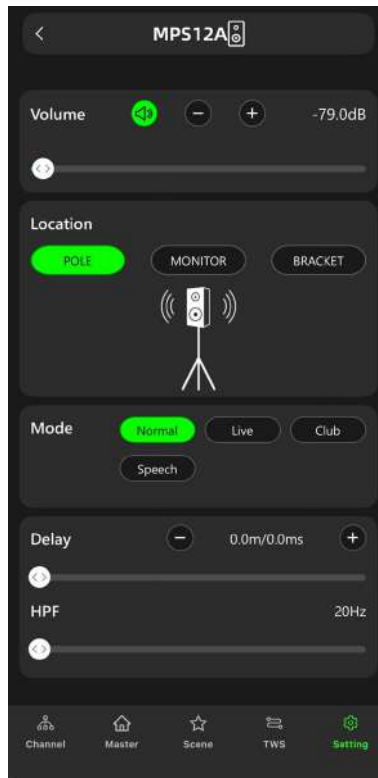 MPS12A
Volume -79.0dB
Location
POLE MONITOR BRACKET
Mode Normal Live Club
Speech
Delay 0.0m/0.0ms
HPF 20Hz
Channel Master Scene TWS Setting